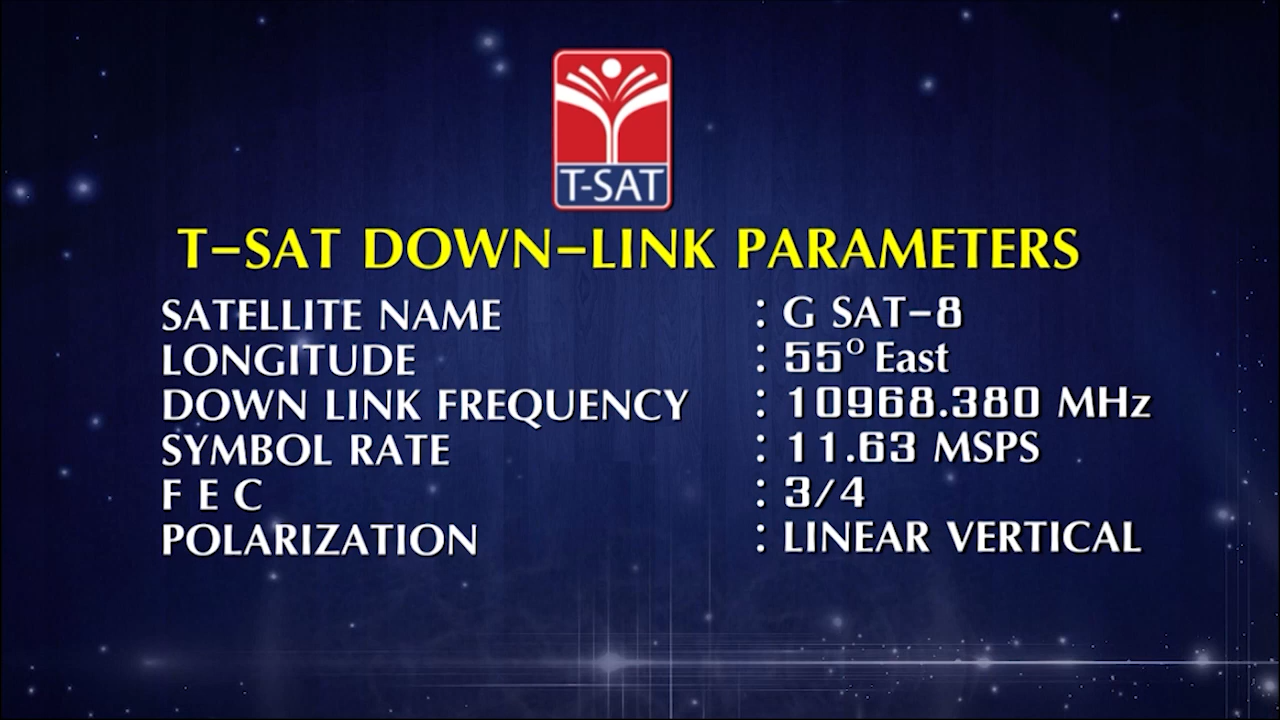 T-SAT
T-SAT DOWN-LINK PARAMETERS
SATELLITE NAME : G SAT-8
LONGITUDE : 55° East
DOWN LINK FREQUENCY : 10968.380 MHz
SYMBOL RATE : 11.63 MSPS
F E C : 3/4
POLARIZATION : LINEAR VERTICAL